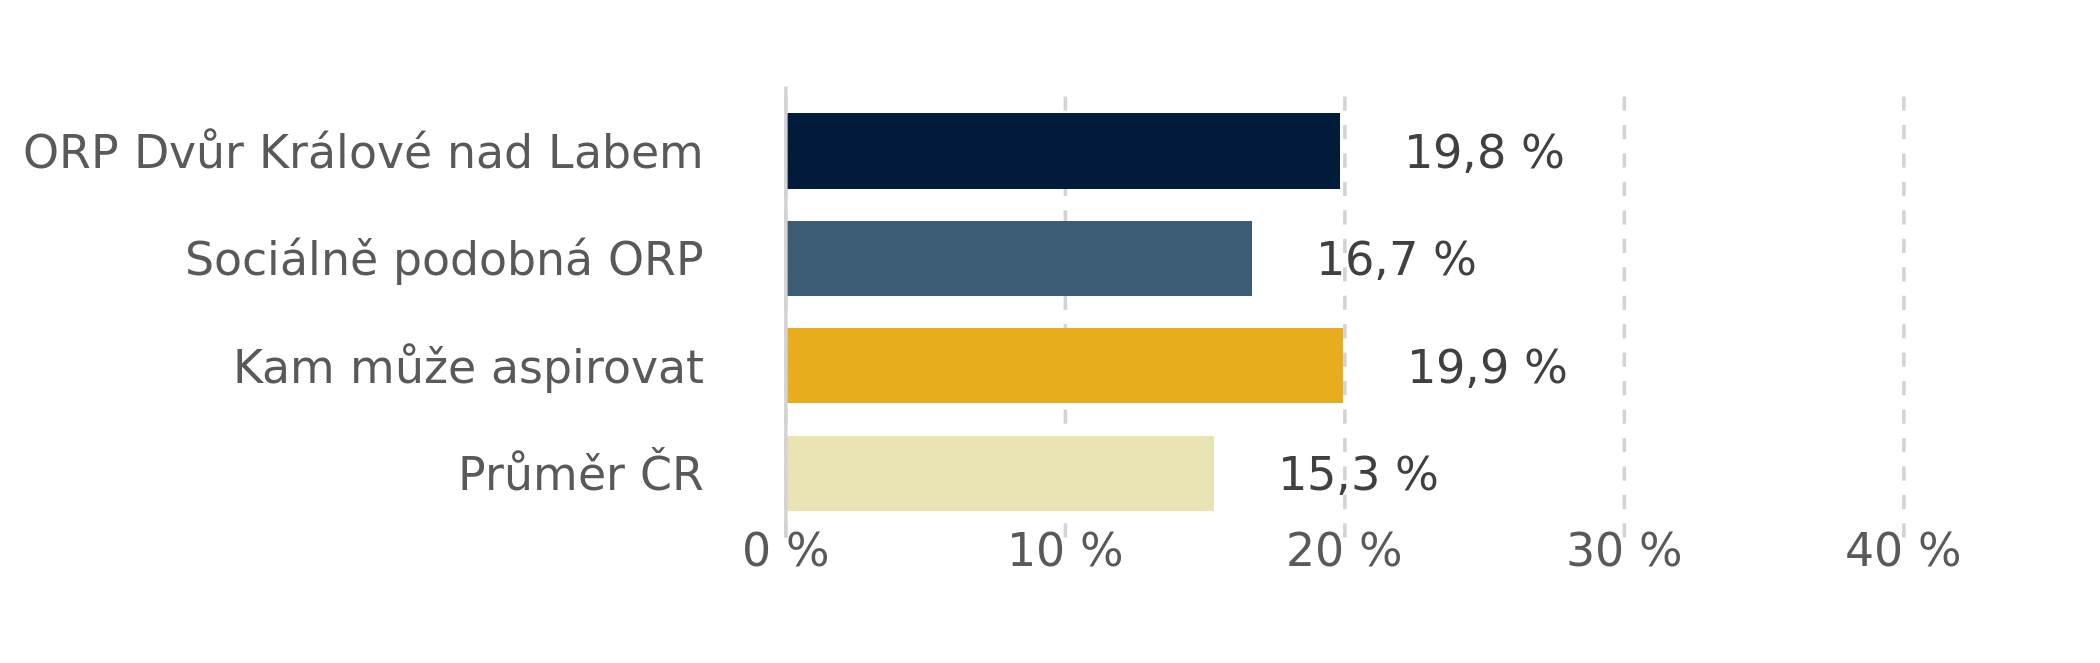 ORP Dvůr Králové nad Labem 19,8 %
Sociálně podobná ORP 16,7 %
Kam může aspirovat 19,9 %
Průměr ČR 15,3 %
0 % 10 % 20 % 30 % 40 %